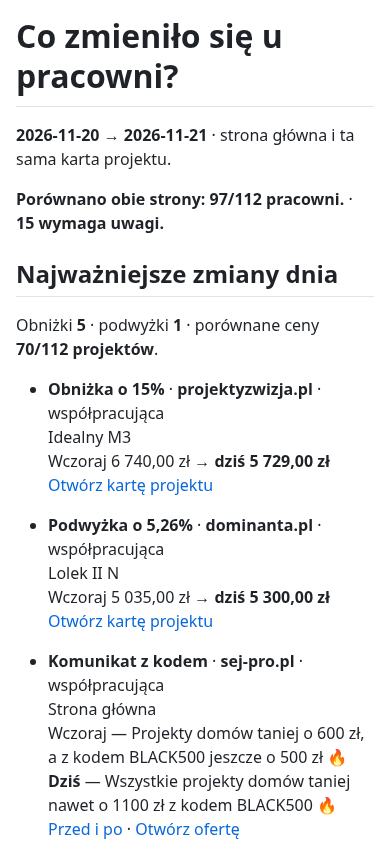 Co zmieniło się u
pracowni?
2026-11-20 → 2026-11-21 · strona główna i ta
sama karta projektu.
Porównano obie strony: 97/112 pracowni. ·
15 wymaga uwagi.
Najważniejsze zmiany dnia
Obniżki 5 · podwyżki 1 · porównane ceny
70/112 projektów.
• Obniżka o 15% · projektyzwizja.pl ·
współpracująca
Idealny M3
Wczoraj 6 740,00 zł → dziś 5 729,00 zł
Otwórz kartę projektu
• Podwyżka o 5,26% · dominanta.pl ·
współpracująca
Lolek II N
Wczoraj 5 035,00 zł → dziś 5 300,00 zł
Otwórz kartę projektu
• Komunikat z kodem · sej-pro.pl ·
współpracująca
Strona główna
Wczoraj — Projekty domów taniej o 600 zł,
a z kodem BLACK500 jeszcze o 500 zł 🔥
Dziś — Wszystkie projekty domów taniej
nawet o 1100 zł z kodem BLACK500 🔥
Przed i po · Otwórz ofertę